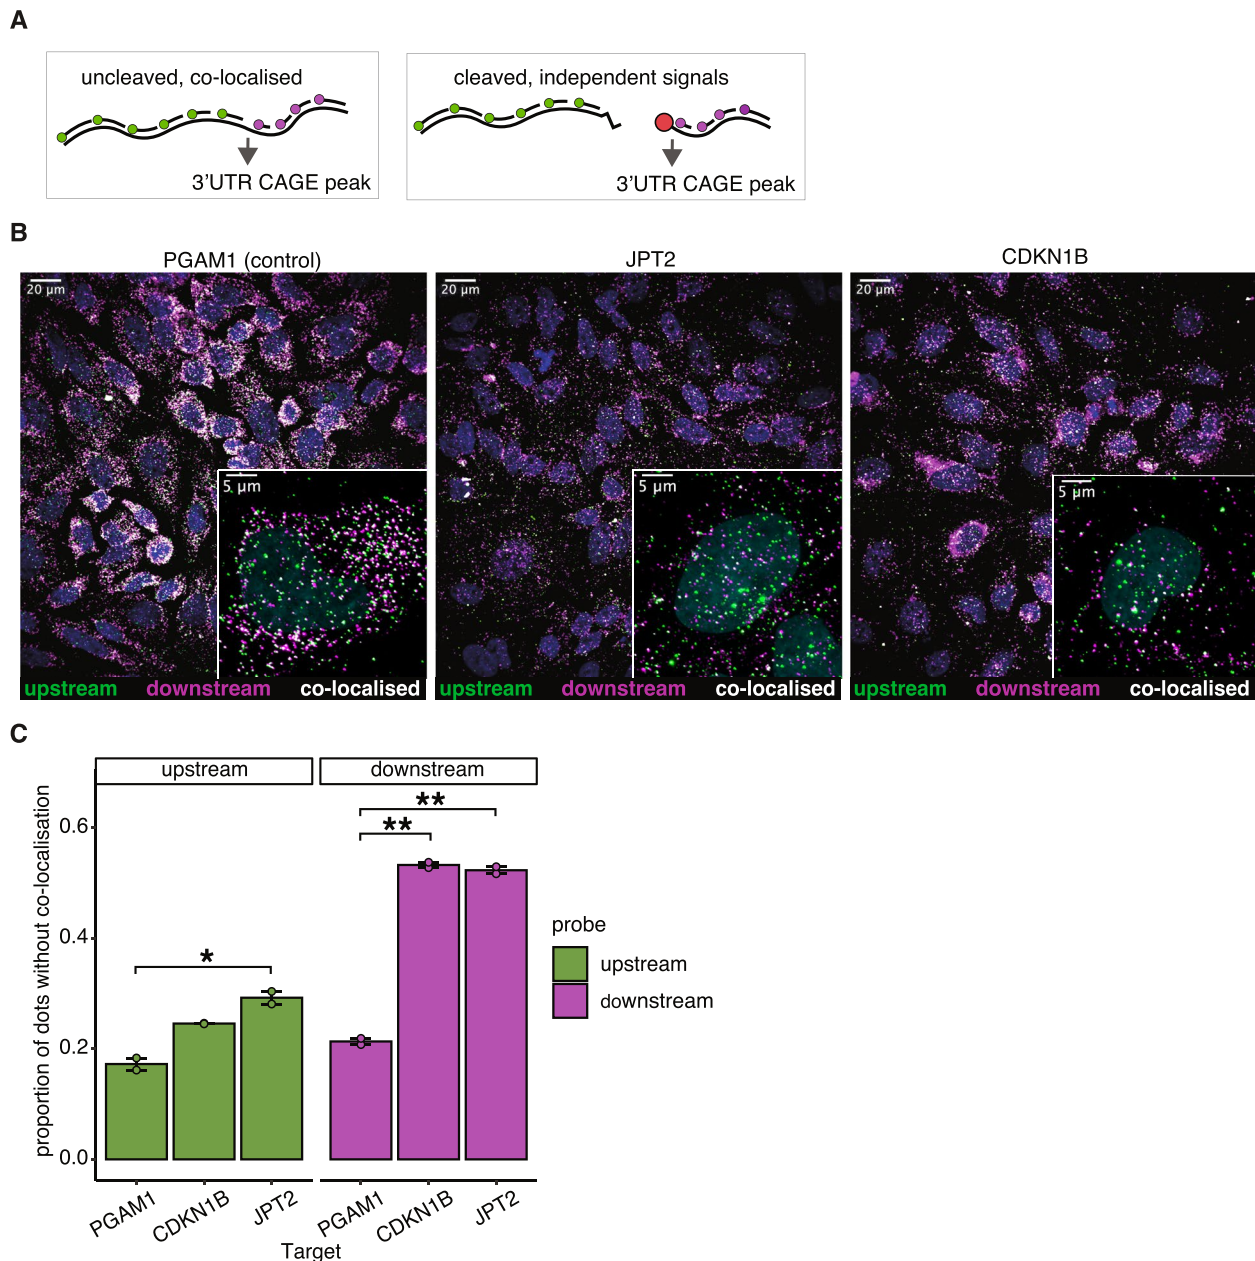 A
uncleaved, co-localised
3'UTR CAGE peak
cleaved, independent signals
3'UTR CAGE peak
B
PGAM1 (control)
JPT2
CDKN1B
20 µm
20 µm
20 µm
5 µm
5 µm
5 µm
upstream downstream co-localised
upstream downstream co-localised
upstream downstream co-localised
C
upstream
downstream
proportion of dots without co-localisation
0.6
0.4
0.2
0.0
*
**
**
PGAM1
CDKN1B
JPT2
PGAM1
CDKN1B
JPT2
Target
probe
upstream
downstream